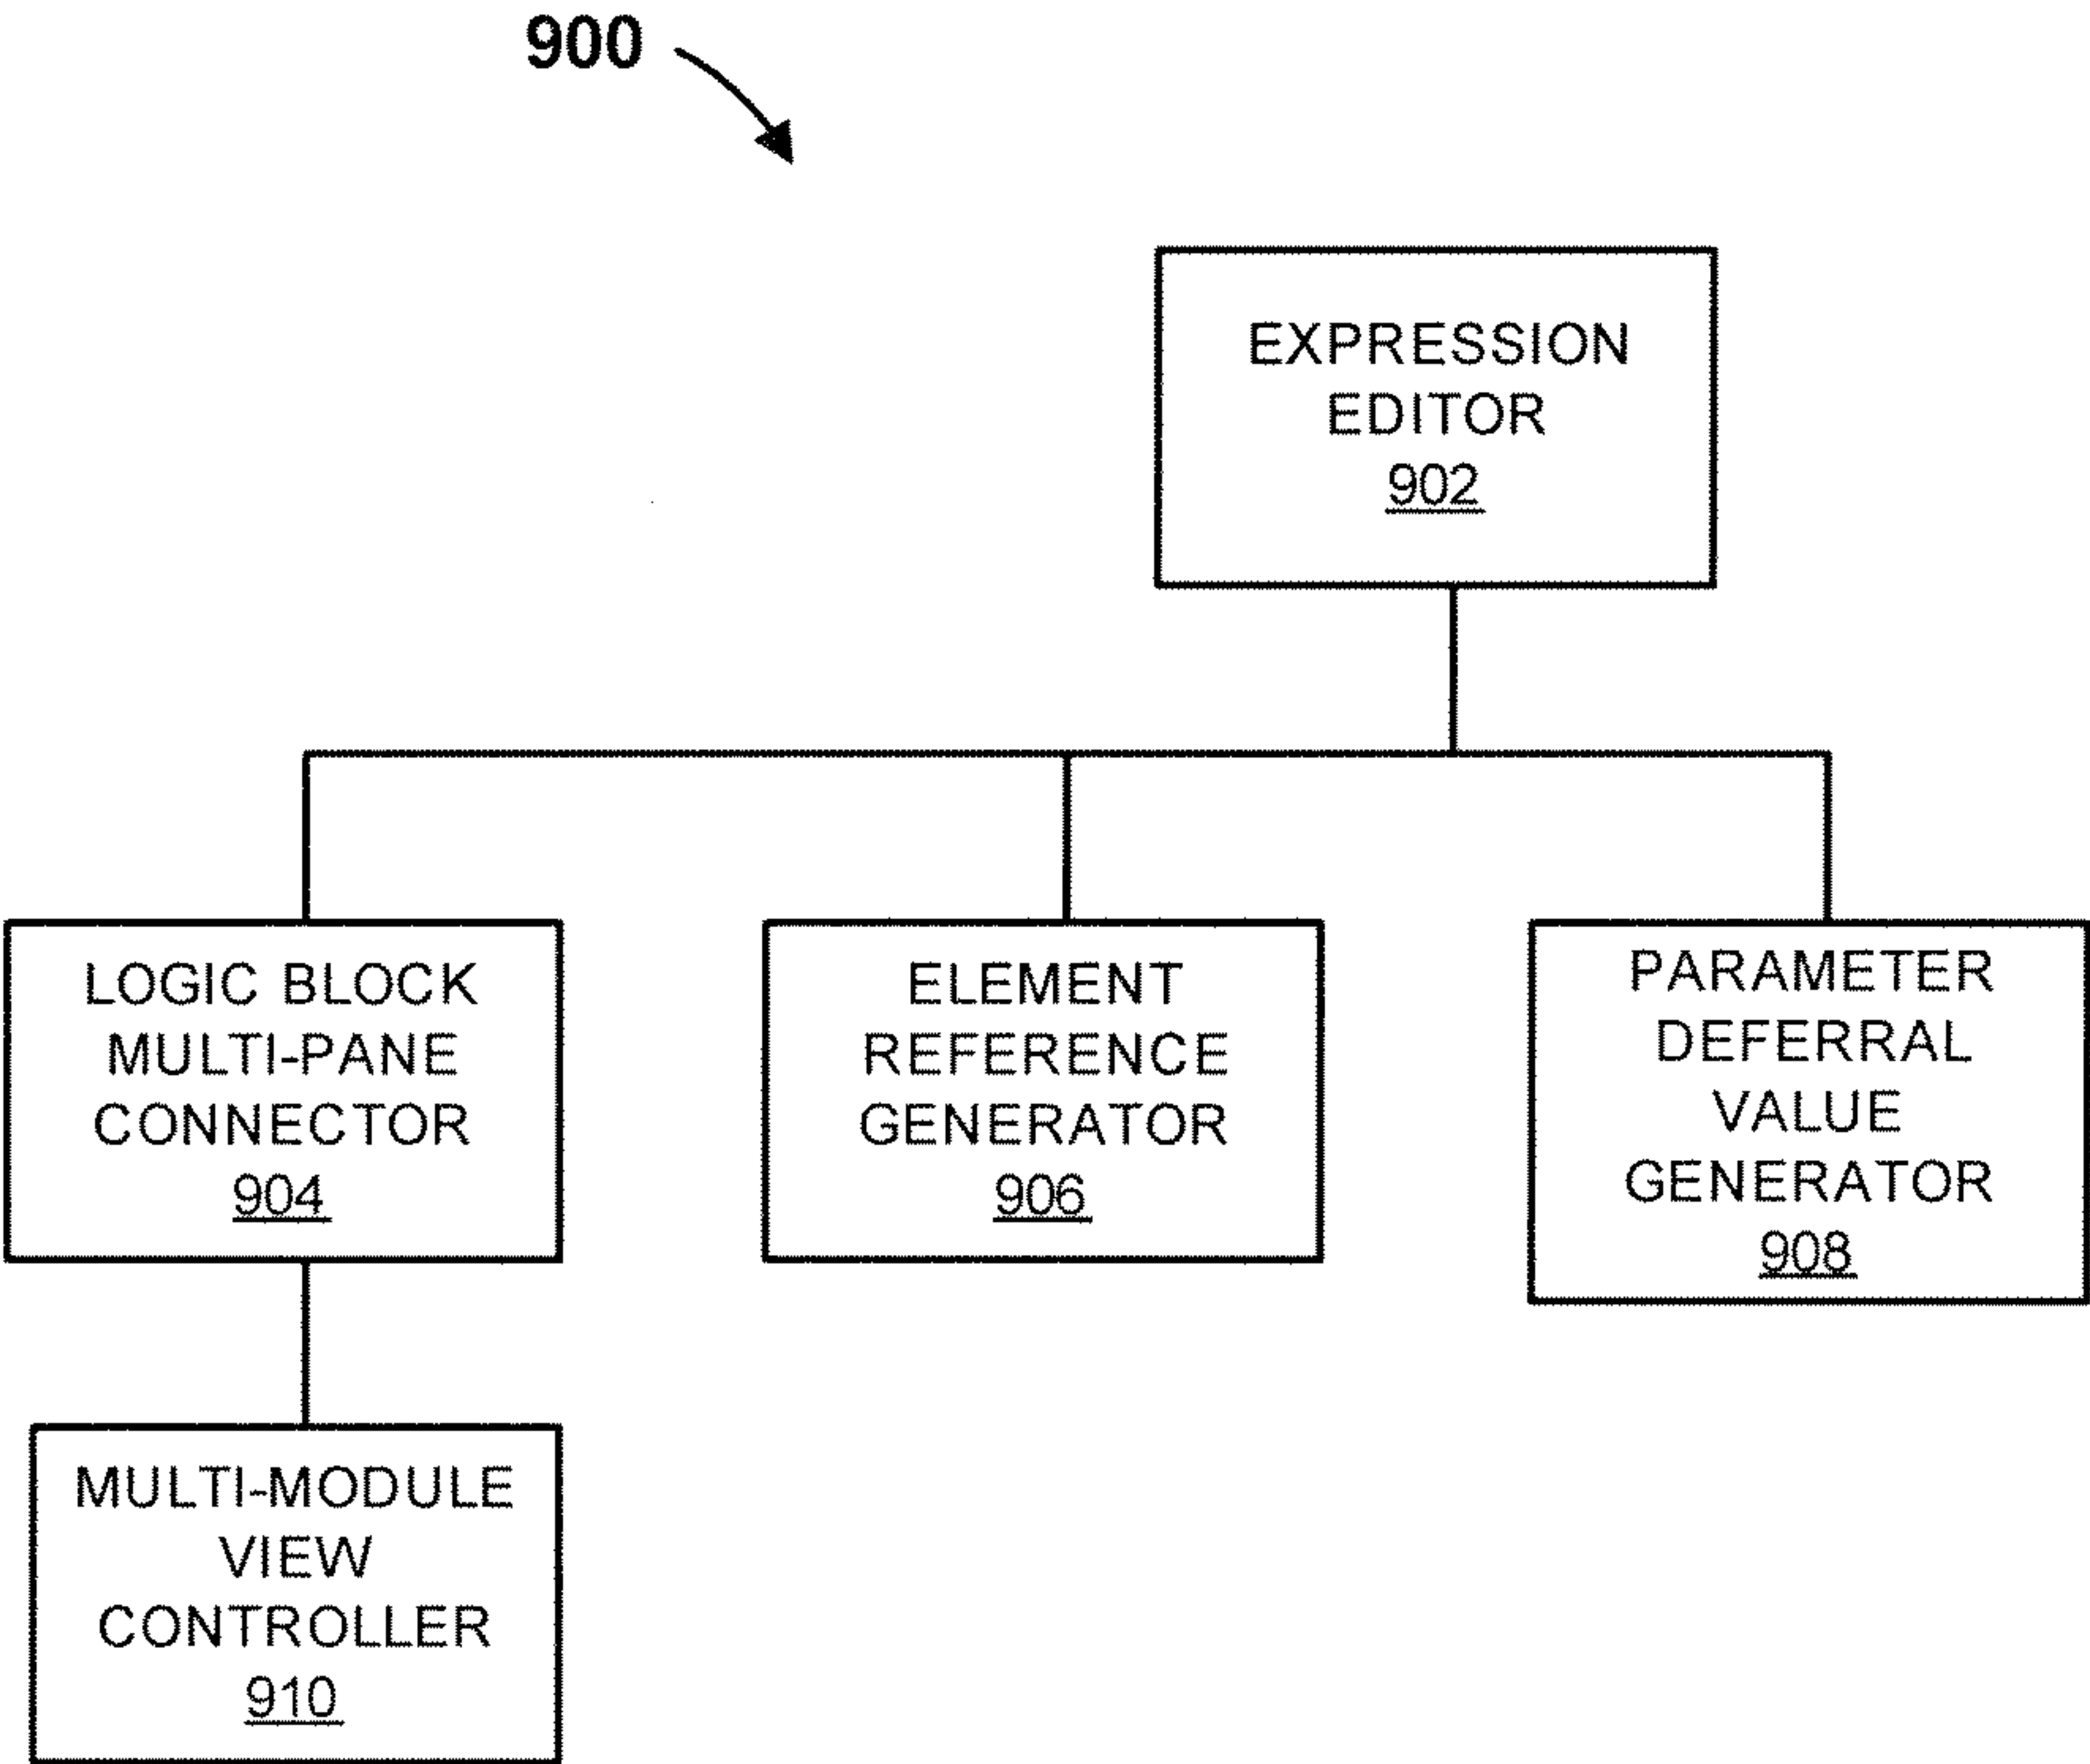 900
EXPRESSION
EDITOR
902
LOGIC BLOCK
MULTI-PANE
CONNECTOR
904
ELEMENT
REFERENCE
GENERATOR
906
PARAMETER
DEFERRAL
VALUE
GENERATOR
908
MULTI-MODULE
VIEW
CONTROLLER
910